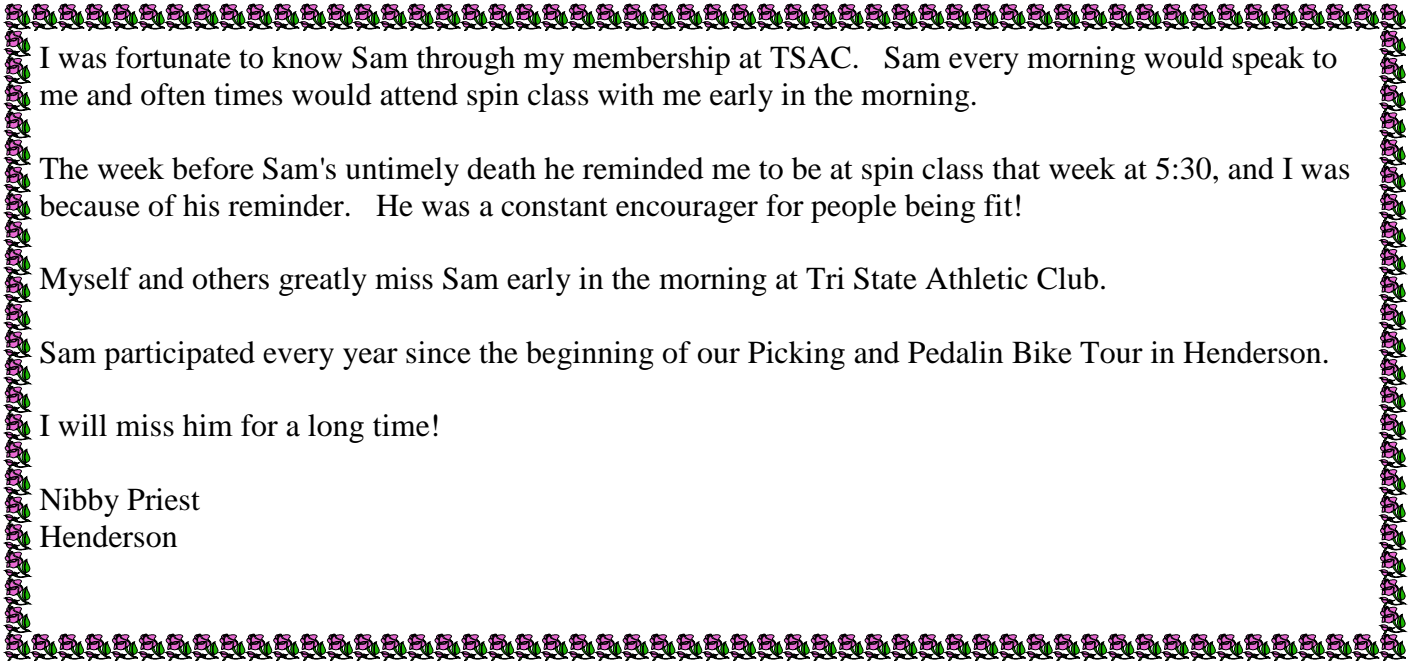 I was fortunate to know Sam through my membership at TSAC.   Sam every morning would speak to
me and often times would attend spin class with me early in the morning.
The week before Sam's untimely death he reminded me to be at spin class that week at 5:30, and I was
because of his reminder.   He was a constant encourager for people being fit!
Myself and others greatly miss Sam early in the morning at Tri State Athletic Club.
Sam participated every year since the beginning of our Picking and Pedalin Bike Tour in Henderson.
I will miss him for a long time!
Nibby Priest
Henderson